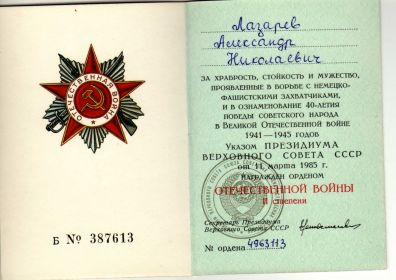 ОТЕЧЕСТВЕННАЯ ВОЙНА
Б № 387613
Лазарев
Александр
Николаевич
ЗА ХРАБРОСТЬ, СТОЙКОСТЬ И МУЖЕСТВО,
ПРОЯВЛЕННЫЕ В БОРЬБЕ С НЕМЕЦКО-
ФАШИСТСКИМИ ЗАХВАТЧИКАМИ,
И В ОЗНАМЕНОВАНИЕ 40-ЛЕТИЯ
ПОБЕДЫ СОВЕТСКОГО НАРОДА
В ВЕЛИКОЙ ОТЕЧЕСТВЕННОЙ ВОЙНЕ
1941—1945 ГОДОВ
УКАЗОМ ПРЕЗИДИУМА
ВЕРХОВНОГО СОВЕТА СССР
от 11 марта 1985 г.
НАГРАЖДЕН ОРДЕНОМ
ОТЕЧЕСТВЕННОЙ ВОЙНЫ
II степени
Секретарь Президиума
Верховного Совета СССР
№ ордена 4963113